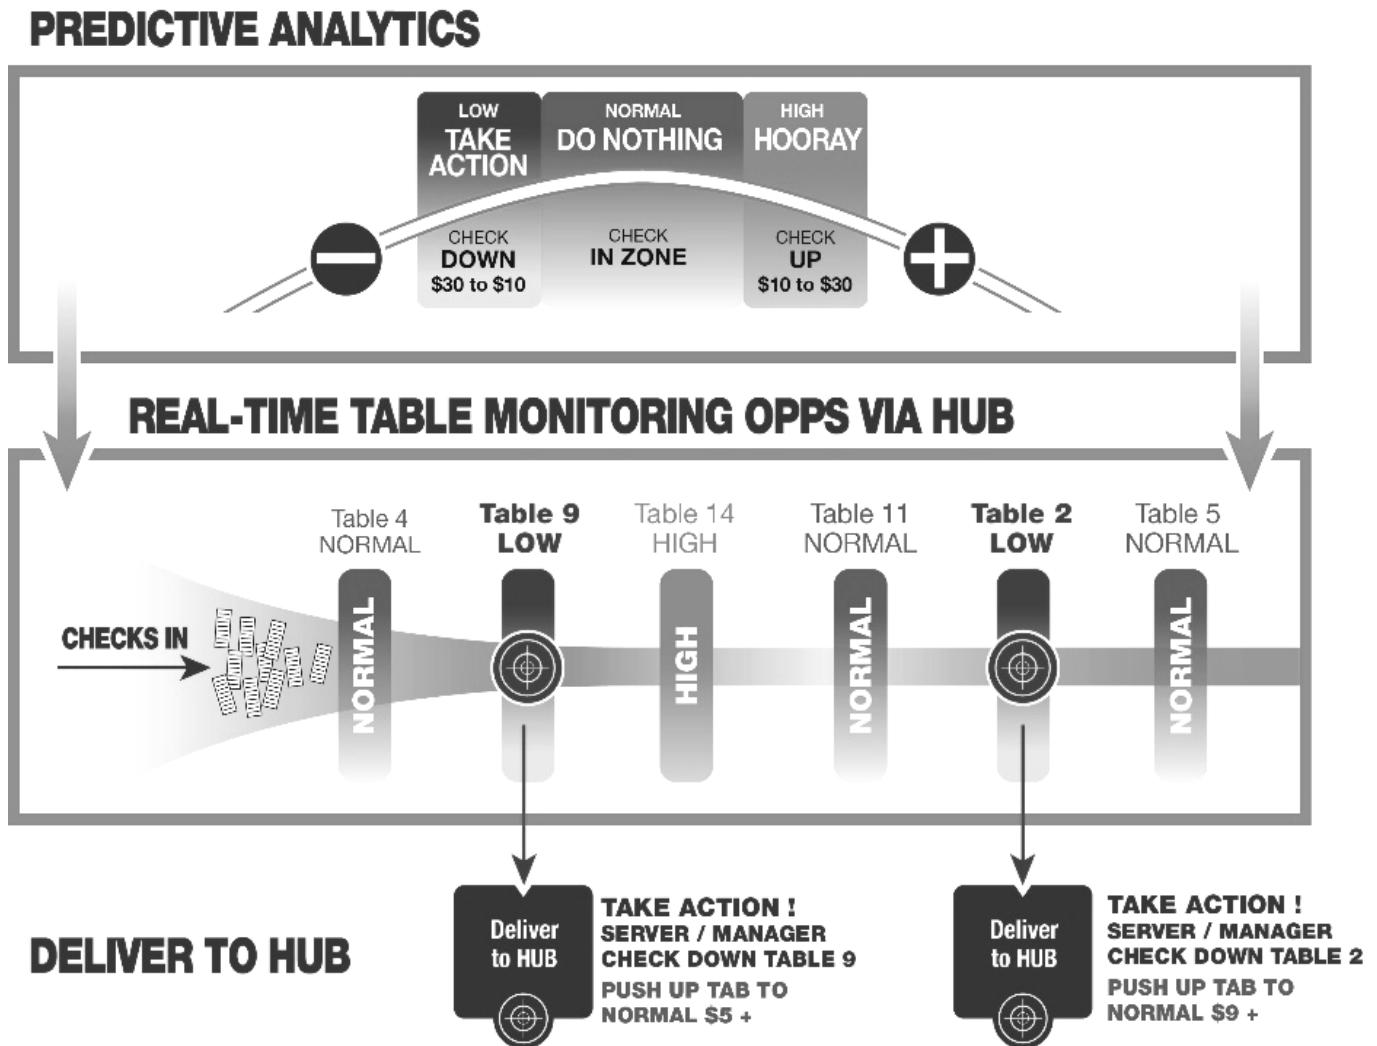 PREDICTIVE ANALYTICS
LOW
TAKE
ACTION
NORMAL
DO NOTHING
HIGH
HOORAY
CHECK
DOWN
$30 to $10
CHECK
IN ZONE
CHECK
UP
$10 to $30
REAL-TIME TABLE MONITORING OPPS VIA HUB
Table 4
NORMAL
Table 9
LOW
Table 14
HIGH
Table 11
NORMAL
Table 2
LOW
Table 5
NORMAL
CHECKS IN
NORMAL
HIGH
NORMAL
NORMAL
DELIVER TO HUB
Deliver
to HUB
TAKE ACTION !
SERVER / MANAGER
CHECK DOWN TABLE 9
PUSH UP TAB TO
NORMAL $5 +
Deliver
to HUB
TAKE ACTION !
SERVER / MANAGER
CHECK DOWN TABLE 2
PUSH UP TAB TO
NORMAL $9 +